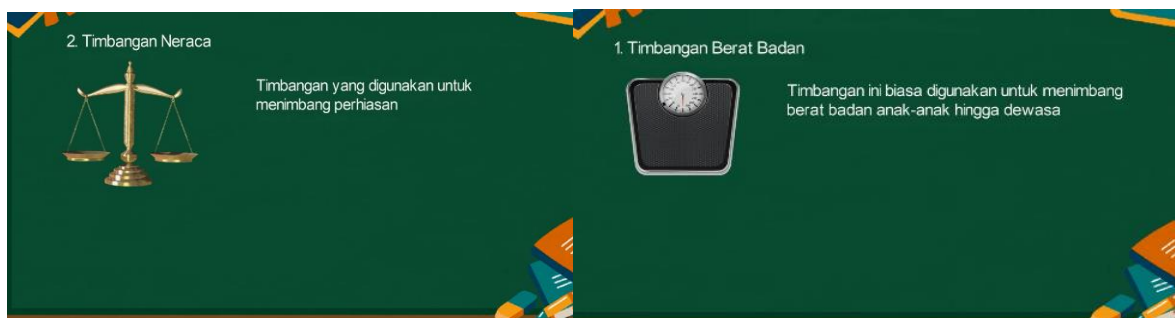 2. Timbangan Neraca
Timbangan yang digunakan untuk
menimbang perhiasan
1. Timbangan Berat Badan
Timbangan ini biasa digunakan untuk menimbang
berat badan anak-anak hingga dewasa